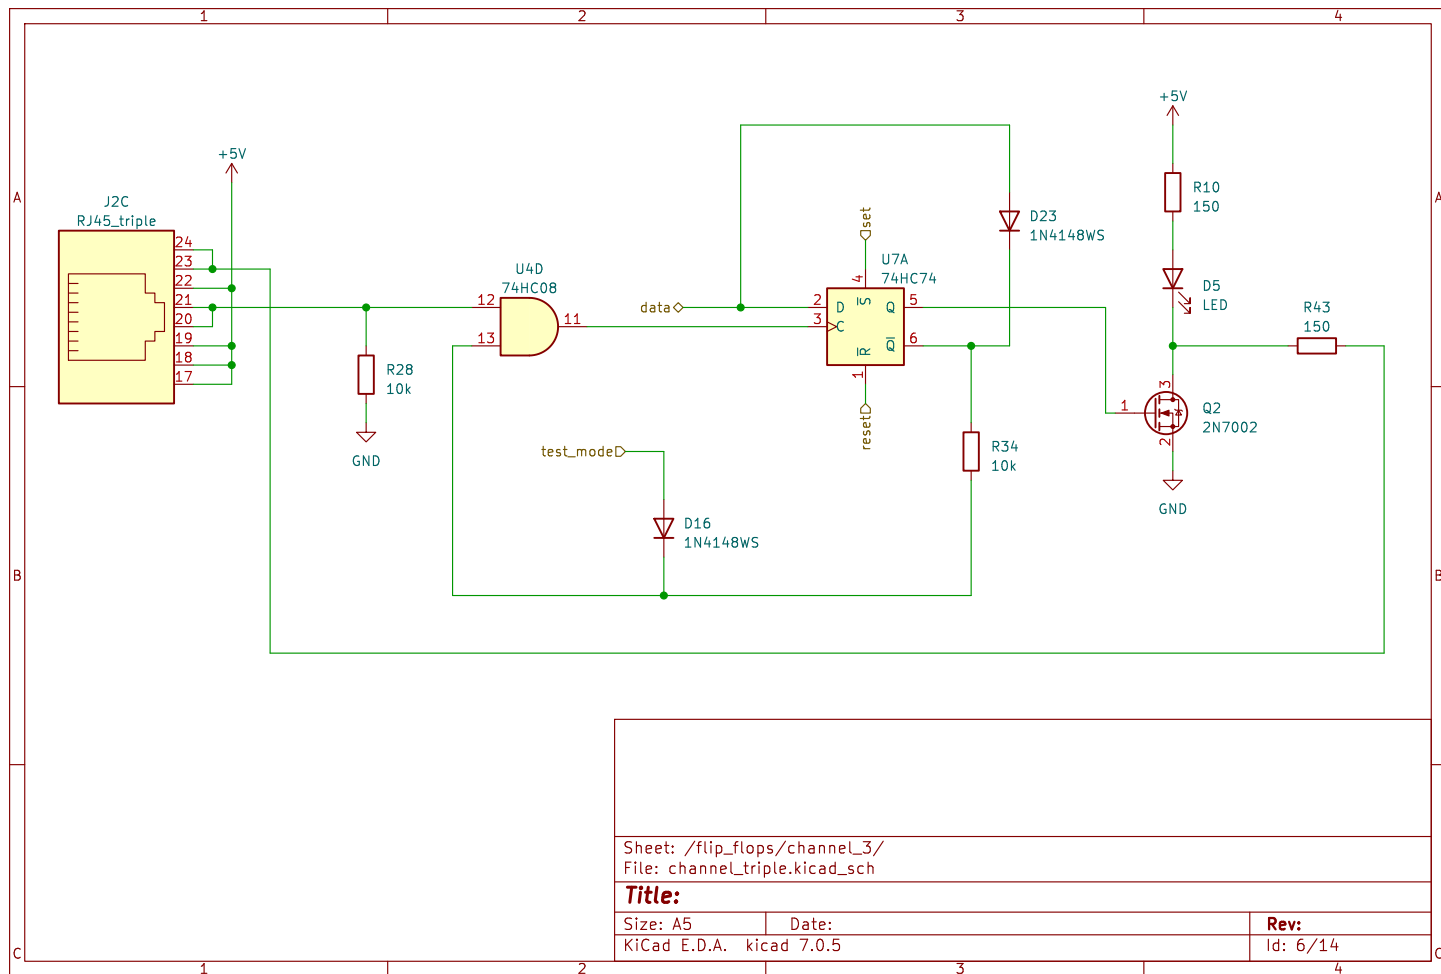 1 2 3 4
+5V
+5V
A A
J2C
RJ45_triple
R10
150
set
D23
1N4148WS
24
23
22
21
20
19
18
17
U4D
74HC08
12
13
11
U7A
74HC74
data
4
2
3
5
6
1
D
C
S
R
Q
Q
D5
LED
R43
150
R28
10k
GND
reset
test_mode
R34
10k
1
3
2
Q2
2N7002
GND
D16
1N4148WS
B B
Sheet: /flip_flops/channel_3/
File: channel_triple.kicad_sch
Title:
Size: A5 Date: Rev:
KiCad E.D.A. kicad 7.0.5 Id: 6/14
C C
1 2 3 4